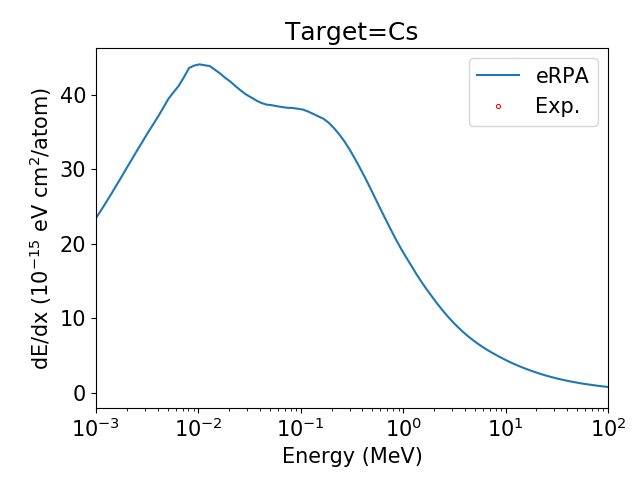 Target=Cs
eRPA
Exp.
dE/dx (10⁻¹⁵ eV cm²/atom)
40
30
20
10
0
10⁻³ 10⁻² 10⁻¹ 10⁰ 10¹ 10²
Energy (MeV)